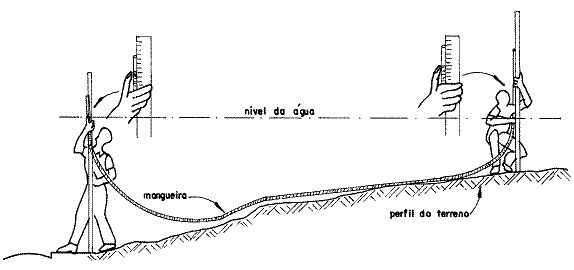 nível da água
mangueira
perfil do terreno